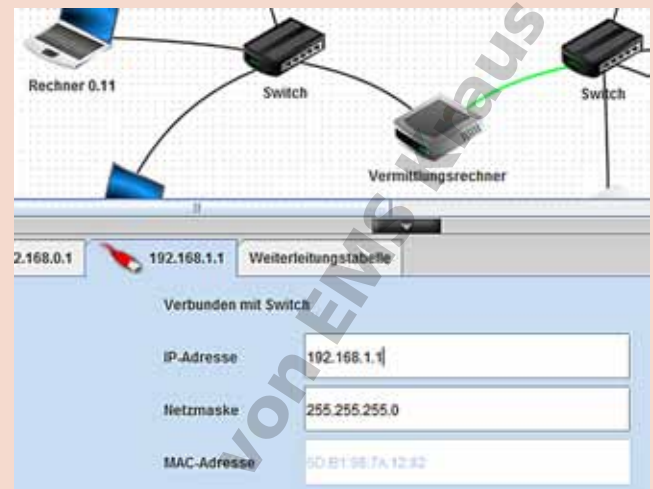 Rechner 0.11
Switch
Switch
Vermittlungsrechner
2.168.0.1
192.168.1.1
Weiterleitungstabelle
Verbunden mit Switch
IP-Adresse
192.168.1.1
Netzmaske
255.255.255.0
MAC-Adresse
von EMS Klaus